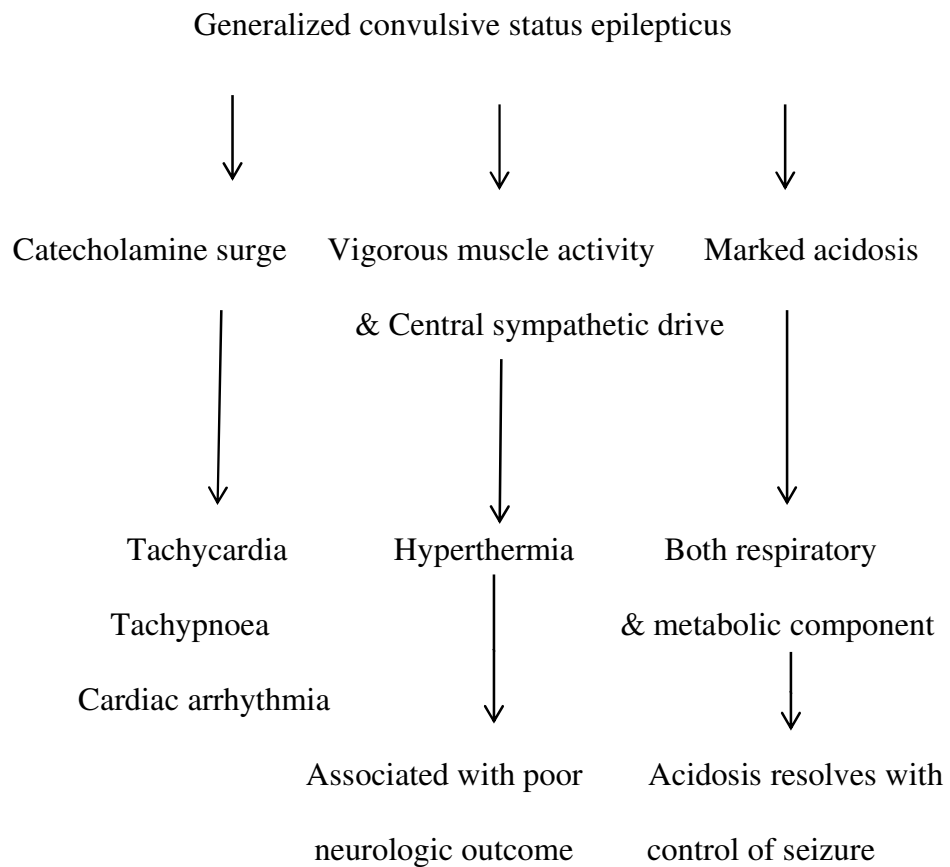 Generalized convulsive status epilepticus
Catecholamine surge
Vigorous muscle activity
& Central sympathetic drive
Marked acidosis
Tachycardia
Tachypnoea
Cardiac arrhythmia
Hyperthermia
Both respiratory
& metabolic component
Associated with poor
neurologic outcome
Acidosis resolves with
control of seizure